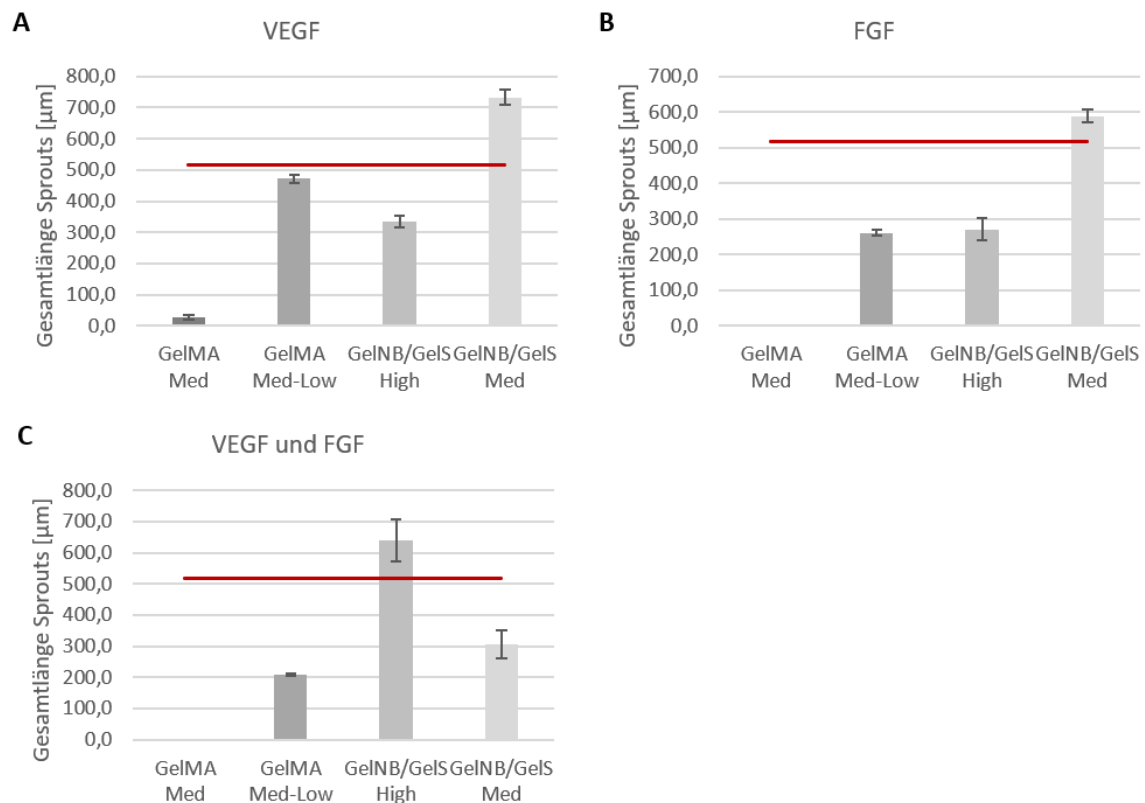 A
VEGF
Gesamtlänge Sprouts [µm]
800,0
700,0
600,0
500,0
400,0
300,0
200,0
100,0
0,0
GelMA GelMA GelNB/GelS GelNB/GelS
Med Med-Low High Med
B
FGF
Gesamtlänge Sprouts [µm]
700,0
600,0
500,0
400,0
300,0
200,0
100,0
0,0
GelMA GelMA GelNB/GelS GelNB/GelS
Med Med-Low High Med
C
VEGF und FGF
Gesamtlänge Sprouts [µm]
800,0
700,0
600,0
500,0
400,0
300,0
200,0
100,0
0,0
GelMA GelMA GelNB/GelS GelNB/GelS
Med Med-Low High Med